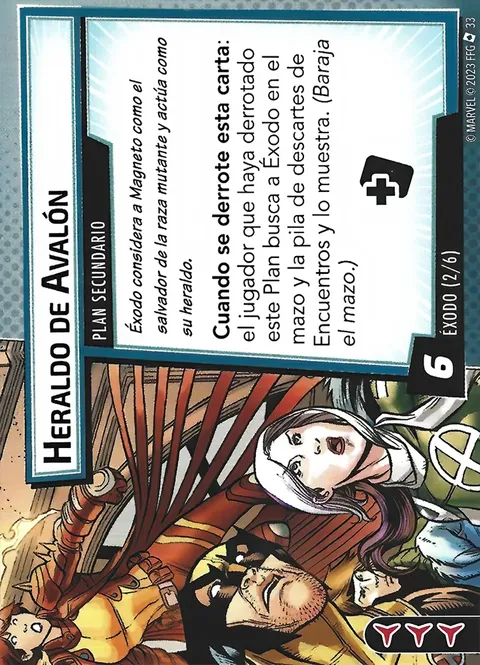 HERALDO DE AVALÓN
PLAN SECUNDARIO
Éxodo considera a Magneto como el
salvador de la raza mutante y actúa como
su heraldo.
Cuando se derrote esta carta:
el jugador que haya derrotado
este Plan busca a Éxodo en el
mazo y la pila de descartes de
Encuentros y lo muestra. (Baraja
el mazo.)
6
ÉXODO (2/6)
© MARVEL © 2023 FFG 33